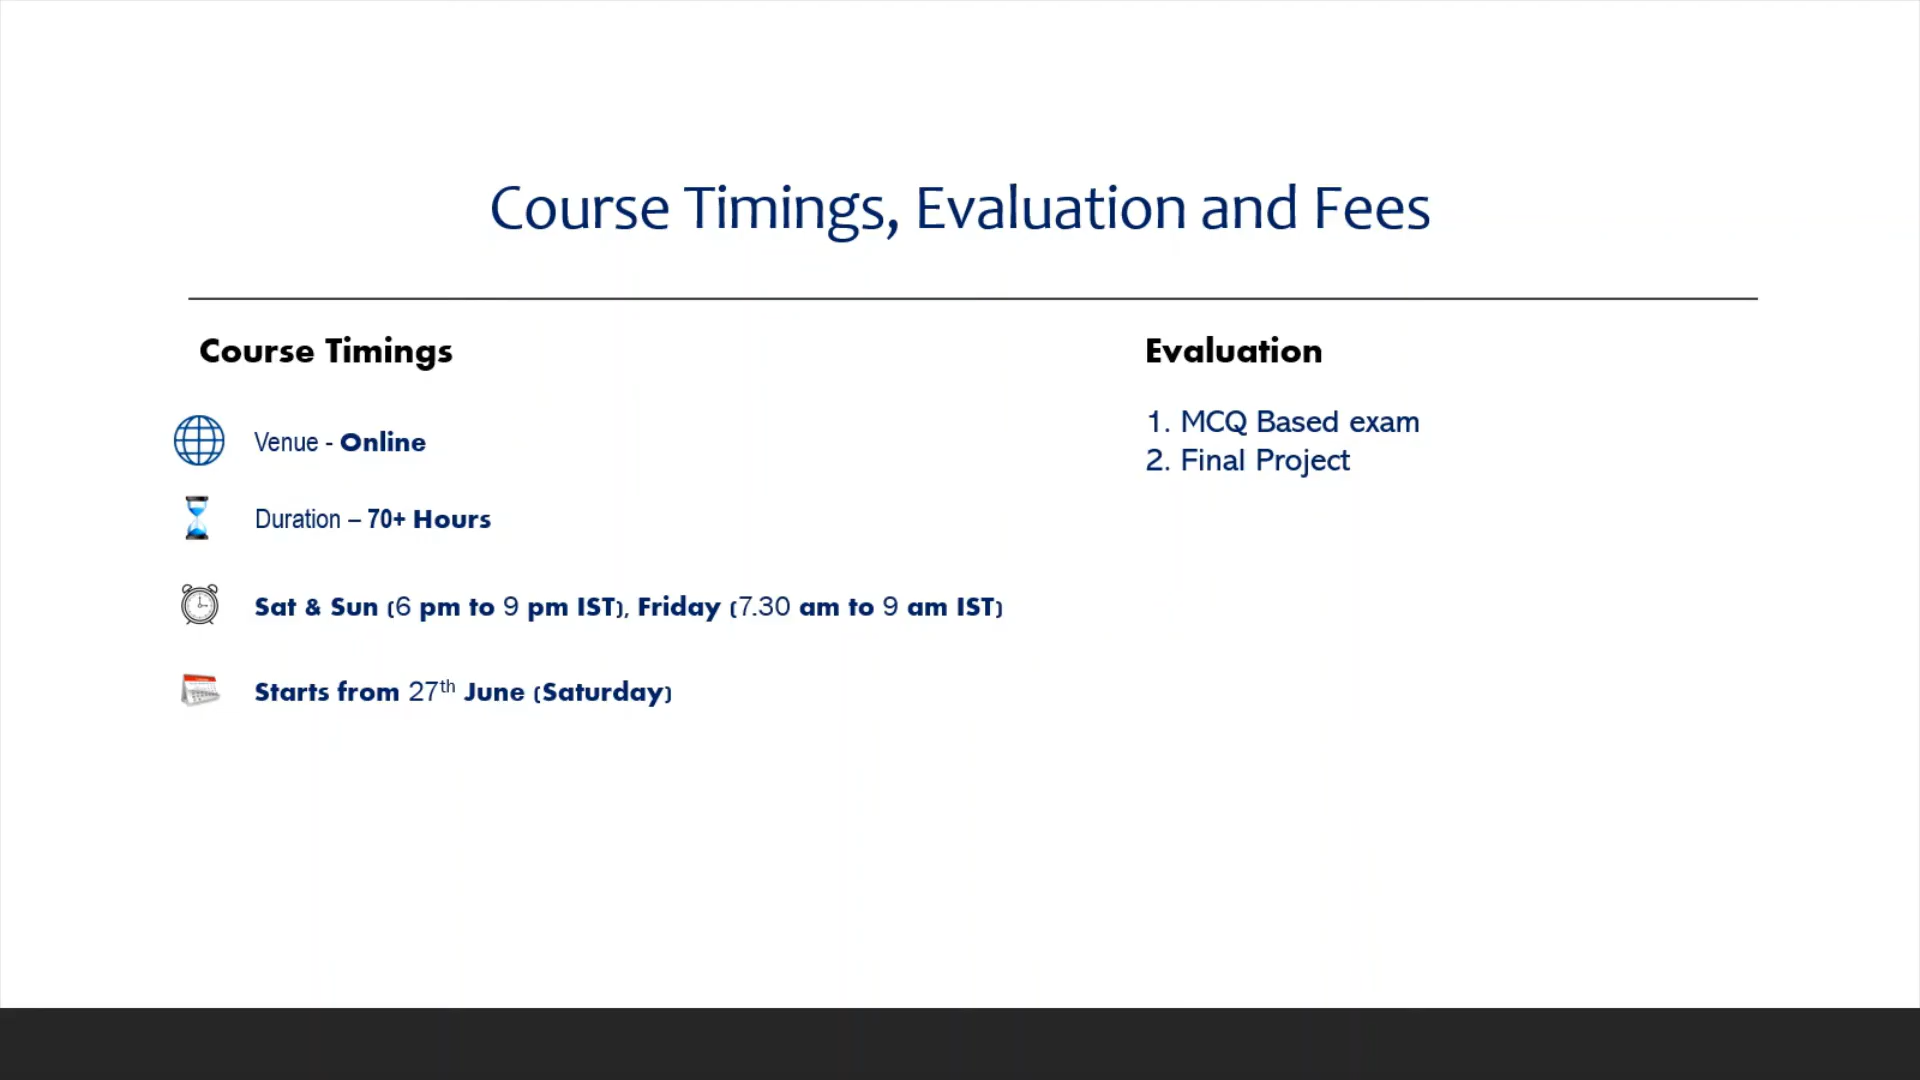 Course Timings, Evaluation and Fees
Course Timings
Venue - Online
Duration – 70+ Hours
Sat & Sun (6 pm to 9 pm IST), Friday (7.30 am to 9 am IST)
Starts from 27th June (Saturday)
Evaluation
1. MCQ Based exam
2. Final Project